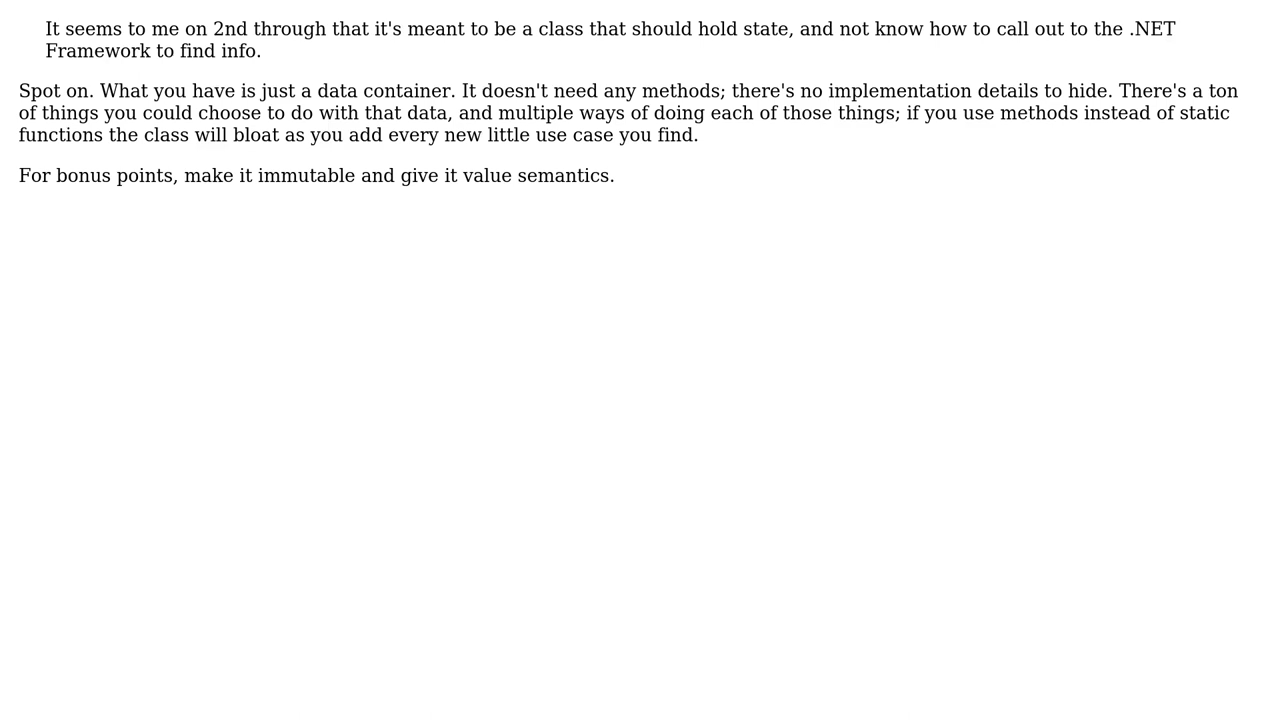 It seems to me on 2nd through that it's meant to be a class that should hold state, and not know how to call out to the .NET
Framework to find info.
Spot on. What you have is just a data container. It doesn't need any methods; there's no implementation details to hide. There's a ton
of things you could choose to do with that data, and multiple ways of doing each of those things; if you use methods instead of static
functions the class will bloat as you add every new little use case you find.
For bonus points, make it immutable and give it value semantics.